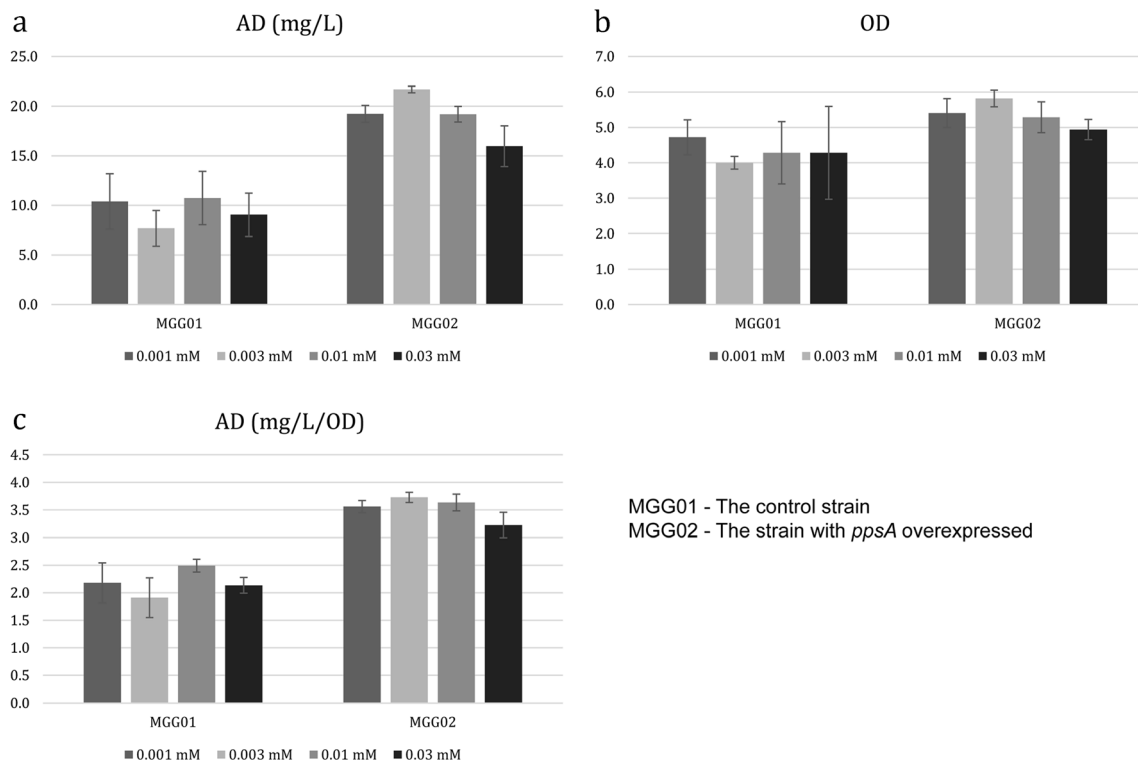 a
AD (mg/L)
25.0
20.0
15.0
10.0
5.0
0.0
MGG01 MGG02
0.001 mM 0.003 mM 0.01 mM 0.03 mM
b
OD
7.0
6.0
5.0
4.0
3.0
2.0
1.0
0.0
MGG01 MGG02
0.001 mM 0.003 mM 0.01 mM 0.03 mM
c
AD (mg/L/OD)
4.5
4.0
3.5
3.0
2.5
2.0
1.5
1.0
0.5
0.0
MGG01 MGG02
0.001 mM 0.003 mM 0.01 mM 0.03 mM
MGG01 - The control strain
MGG02 - The strain with ppsA overexpressed